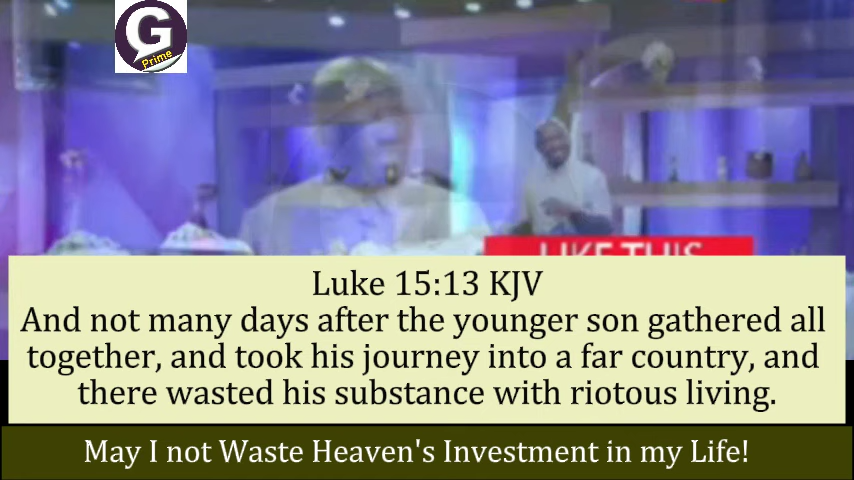 G
Prime
LIKE THIS
Luke 15:13 KJV
And not many days after the younger son gathered all
together, and took his journey into a far country, and
there wasted his substance with riotous living.
May I not Waste Heaven's Investment in my Life!